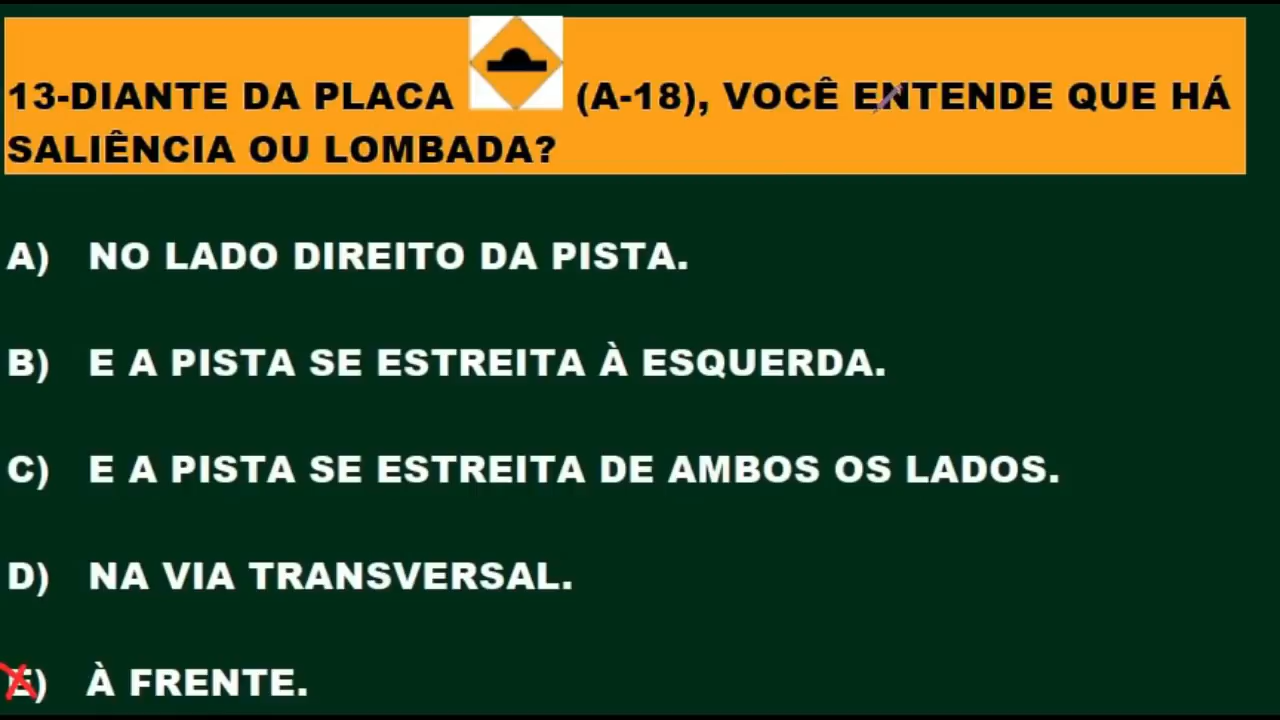 13-DIANTE DA PLACA (A-18), VOCÊ ENTENDE QUE HÁ
SALIÊNCIA OU LOMBADA?
A) NO LADO DIREITO DA PISTA.
B) E A PISTA SE ESTREITA À ESQUERDA.
C) E A PISTA SE ESTREITA DE AMBOS OS LADOS.
D) NA VIA TRANSVERSAL.
E) À FRENTE.